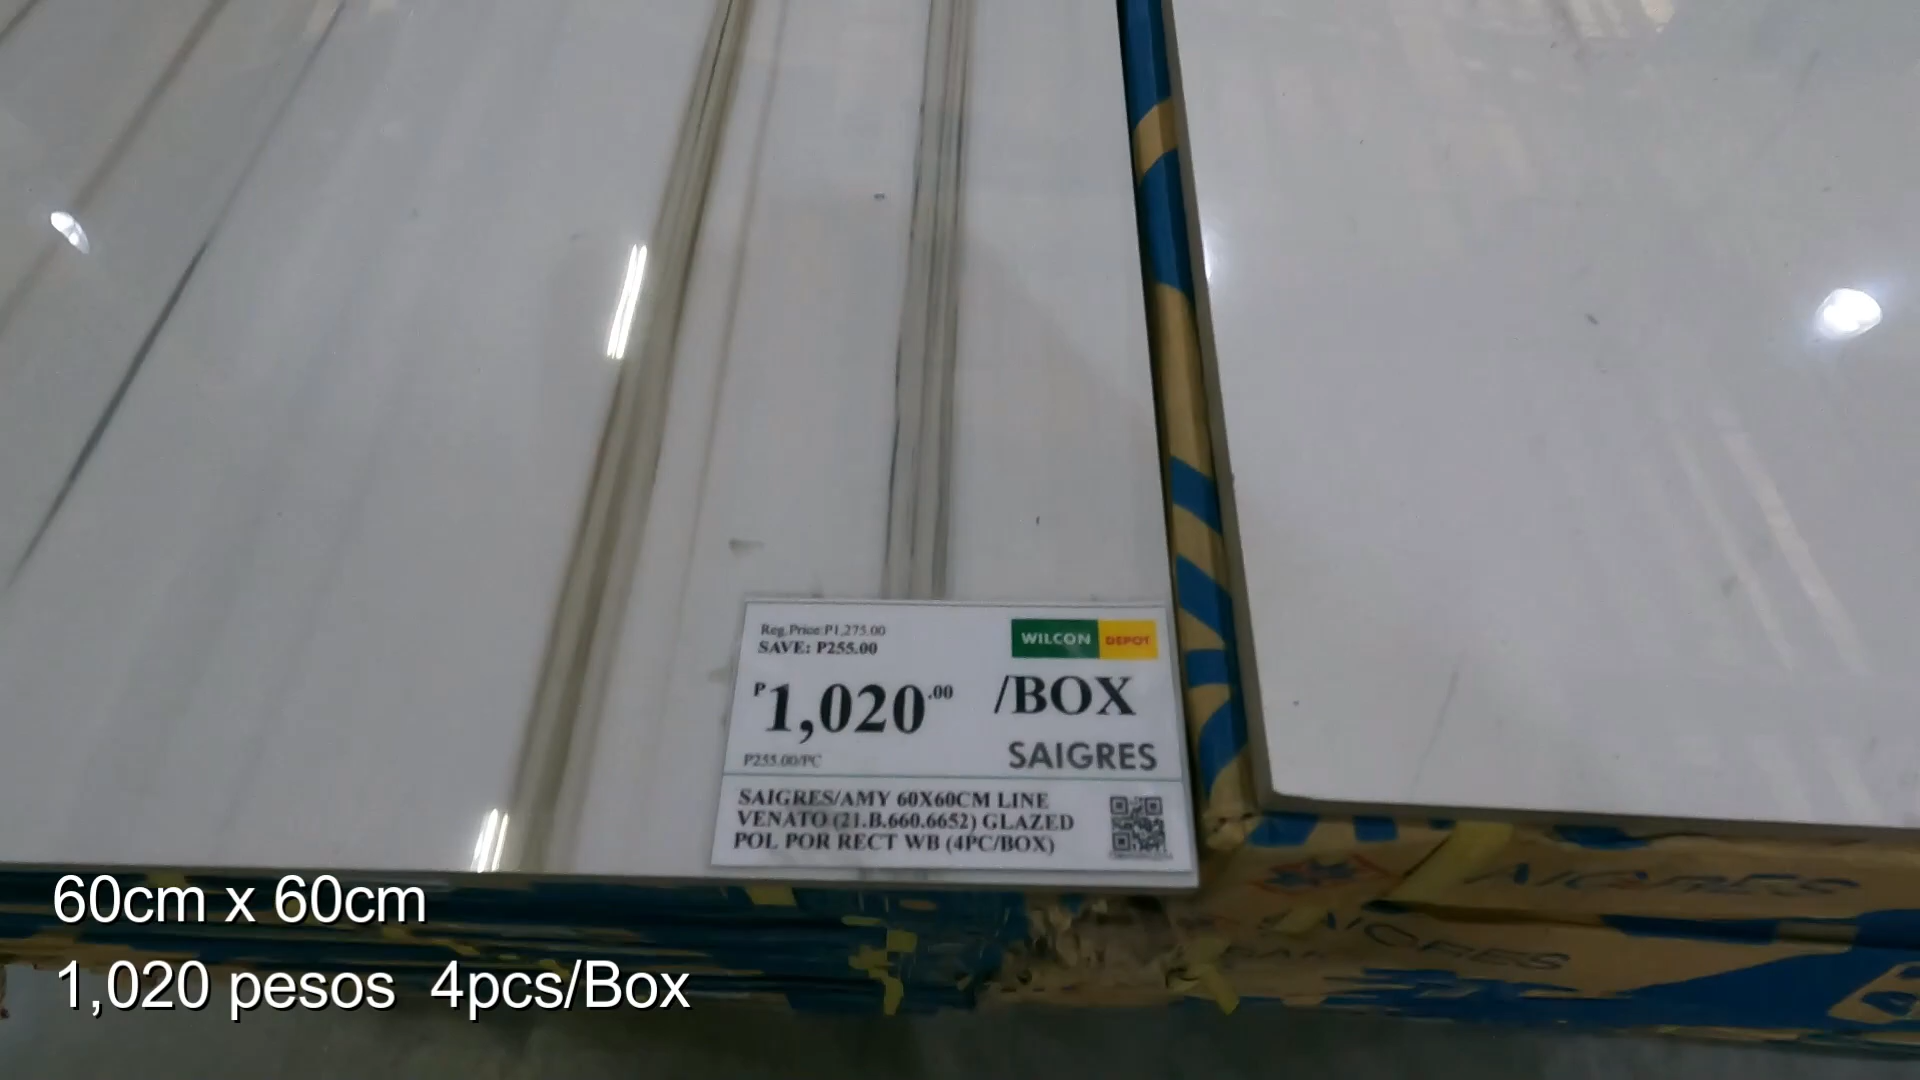 Reg.Price:P1,275.00
SAVE: P255.00
WILCON DEPOT
P1,020.00 /BOX
P255.00/PC
SAIGRES
SAIGRES/AMY 60X60CM LINE
VENATO (21.B.660.6652) GLAZED
POL POR RECT WB (4PC/BOX)
AIGRES
AIGRES
60cm x 60cm
1,020 pesos 4pcs/Box